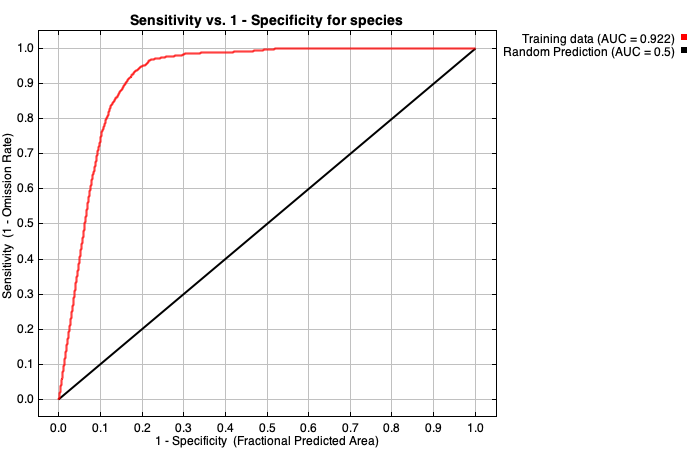 Sensitivity vs. 1 - Specificity for species
Training data (AUC = 0.922)
Random Prediction (AUC = 0.5)
Sensitivity (1 - Omission Rate)
1.0
0.9
0.8
0.7
0.6
0.5
0.4
0.3
0.2
0.1
0.0
0.0 0.1 0.2 0.3 0.4 0.5 0.6 0.7 0.8 0.9 1.0
1 - Specificity (Fractional Predicted Area)